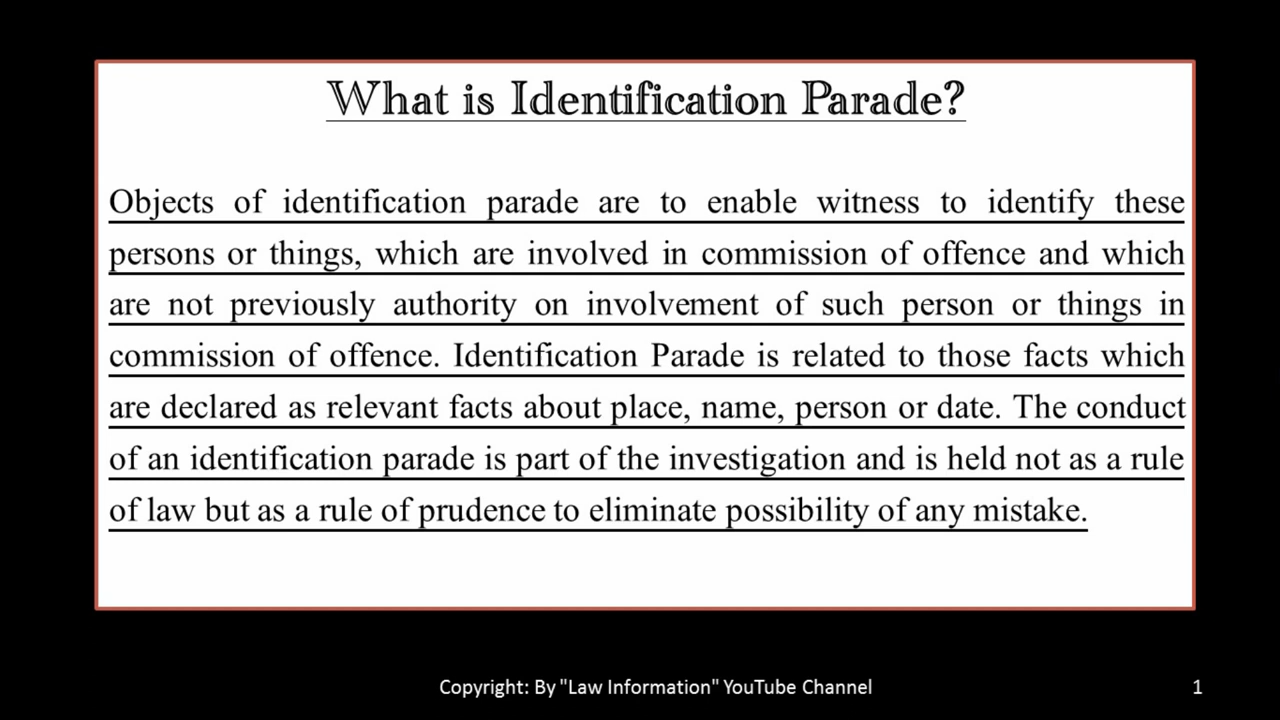 What is Identification Parade?
Objects of identification parade are to enable witness to identify these
persons or things, which are involved in commission of offence and which
are not previously authority on involvement of such person or things in
commission of offence. Identification Parade is related to those facts which
are declared as relevant facts about place, name, person or date. The conduct
of an identification parade is part of the investigation and is held not as a rule
of law but as a rule of prudence to eliminate possibility of any mistake.
Copyright: By "Law Information" YouTube Channel
1